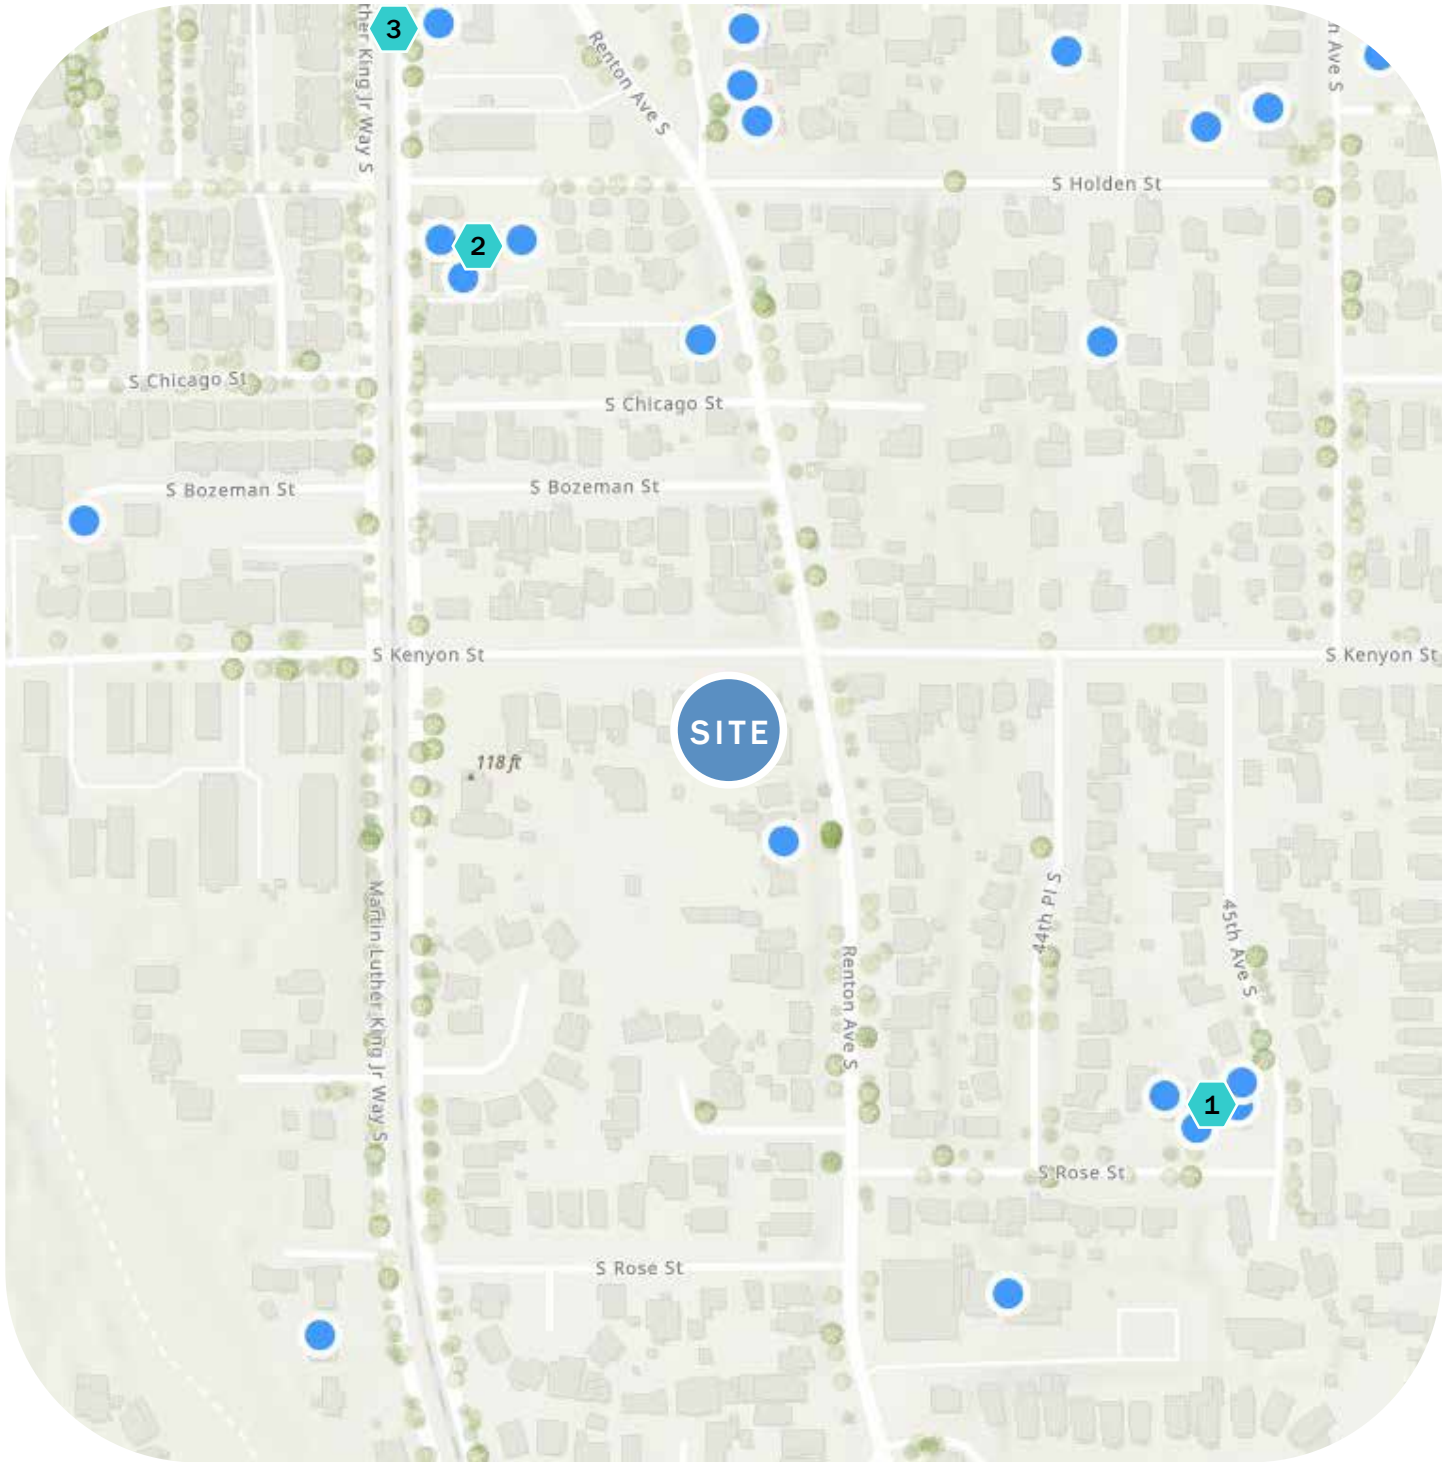 3
ther King Jr Way S
Renton Ave S
n Ave S
S Holden St
2
S Chicago St
S Chicago St
S Bozeman St
S Bozeman St
S Kenyon St
S Kenyon St
SITE
118 ft
Martin Luther King Jr Way S
44th Pl S
45th Ave S
Renton Ave S
1
S Rose St
S Rose St